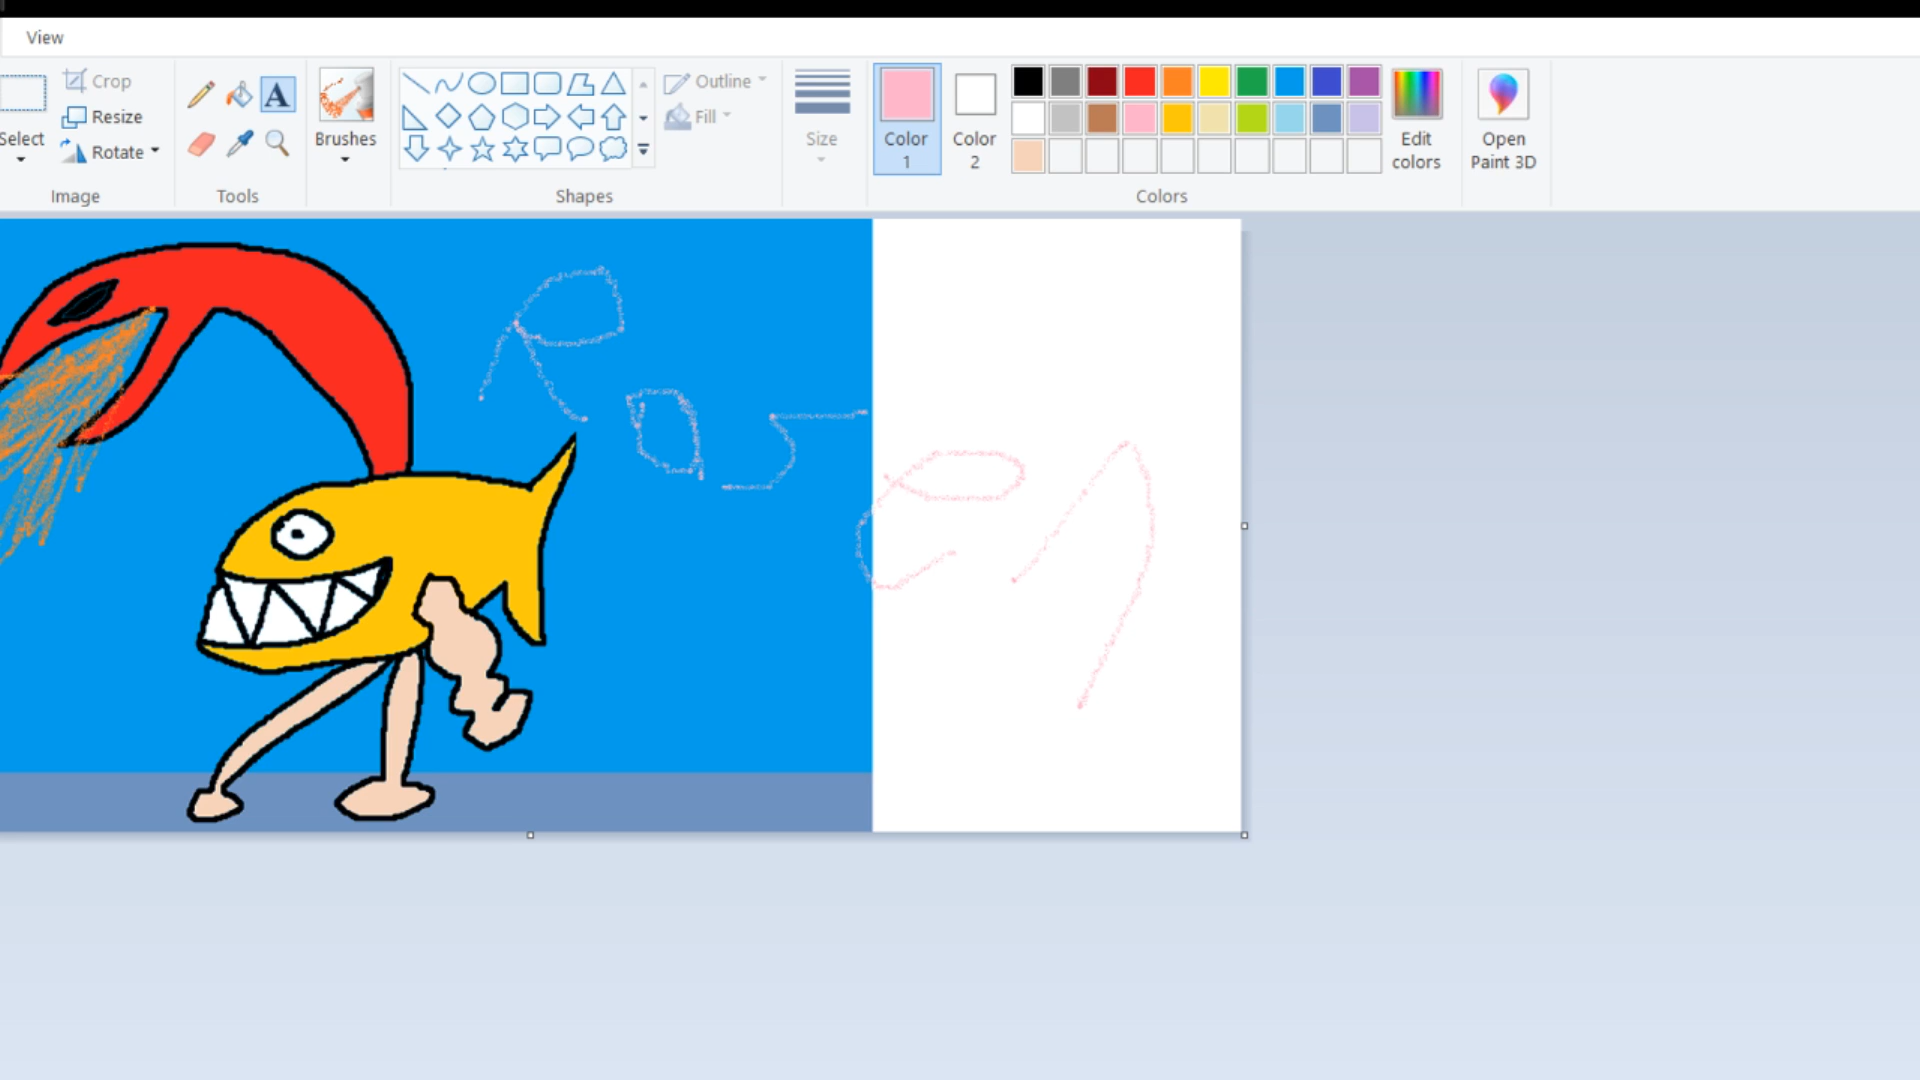 View
Crop
Resize
Rotate
Select
Brushes
Outline
Fill
Size
Color 1
Color 2
Edit colors
Open Paint 3D
Image
Tools
Shapes
Colors
A